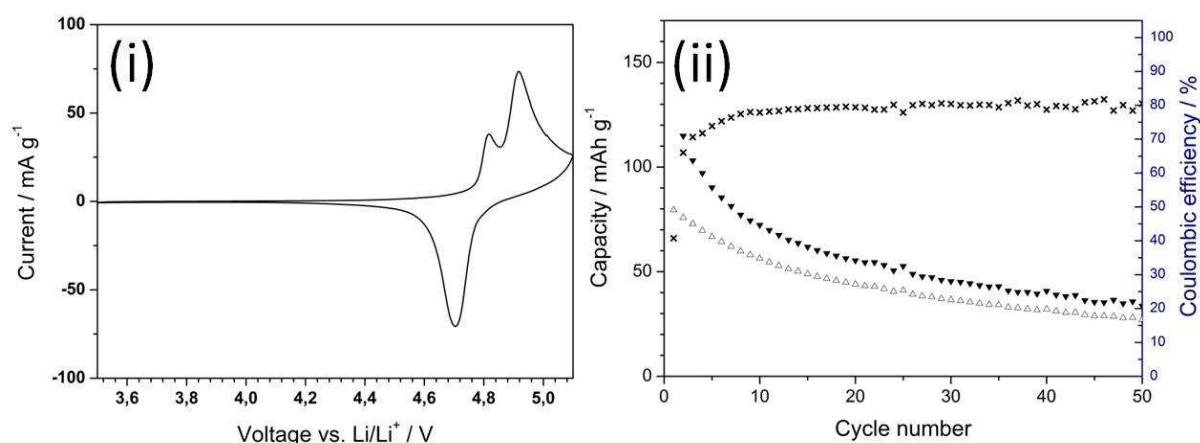 (i)
100
50
0
-50
-100
Current / mA g⁻¹
3,6 3,8 4,0 4,2 4,4 4,6 4,8 5,0
Voltage vs. Li/Li⁺ / V
(ii)
150
100
50
0
Capacity / mAh g⁻¹
0 10 20 30 40 50
Cycle number
100
90
80
70
60
50
40
30
20
10
0
Coulombic efficiency / %